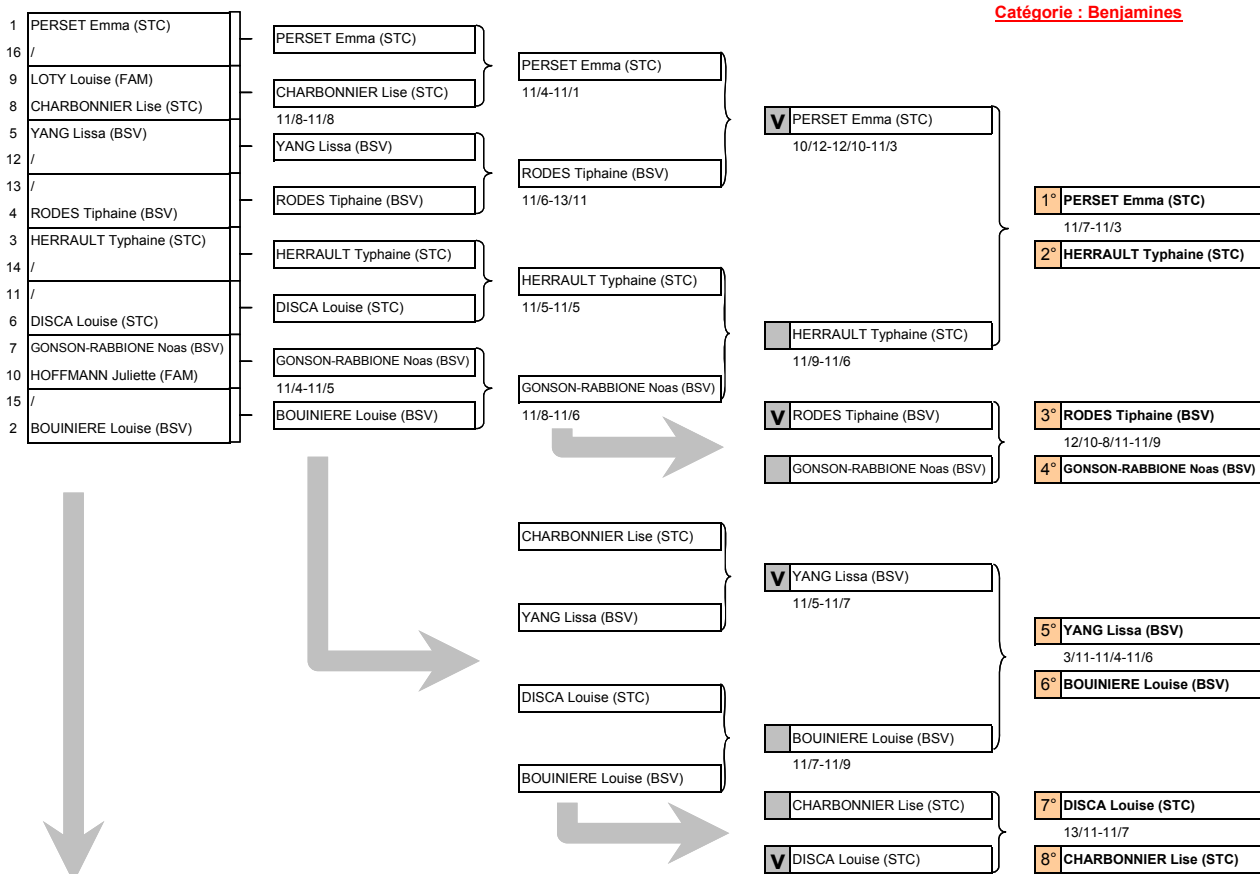 Catégorie : Benjamines
1 PERSET Emma (STC)
16 /
9 LOTY Louise (FAM)
8 CHARBONNIER Lise (STC)
5 YANG Lissa (BSV)
12 /
13 /
4 RODES Tiphaine (BSV)
3 HERRAULT Typhaine (STC)
14 /
11 /
6 DISCA Louise (STC)
7 GONSON-RABBIONE Noas (BSV)
10 HOFFMANN Juliette (FAM)
15 /
2 BOUINIERE Louise (BSV)
PERSET Emma (STC)
CHARBONNIER Lise (STC)
11/8-11/8
YANG Lissa (BSV)
RODES Tiphaine (BSV)
HERRAULT Typhaine (STC)
DISCA Louise (STC)
GONSON-RABBIONE Noas (BSV)
11/4-11/5
BOUINIERE Louise (BSV)
PERSET Emma (STC)
11/4-11/1
RODES Tiphaine (BSV)
11/6-13/11
HERRAULT Typhaine (STC)
11/5-11/5
GONSON-RABBIONE Noas (BSV)
11/8-11/6
CHARBONNIER Lise (STC)
YANG Lissa (BSV)
DISCA Louise (STC)
BOUINIERE Louise (BSV)
V PERSET Emma (STC)
10/12-12/10-11/3
HERRAULT Typhaine (STC)
11/9-11/6
V RODES Tiphaine (BSV)
GONSON-RABBIONE Noas (BSV)
V YANG Lissa (BSV)
11/5-11/7
BOUINIERE Louise (BSV)
11/7-11/9
CHARBONNIER Lise (STC)
V DISCA Louise (STC)
1° PERSET Emma (STC)
11/7-11/3
2° HERRAULT Typhaine (STC)
3° RODES Tiphaine (BSV)
12/10-8/11-11/9
4° GONSON-RABBIONE Noas (BSV)
5° YANG Lissa (BSV)
3/11-11/4-11/6
6° BOUINIERE Louise (BSV)
7° DISCA Louise (STC)
13/11-11/7
8° CHARBONNIER Lise (STC)